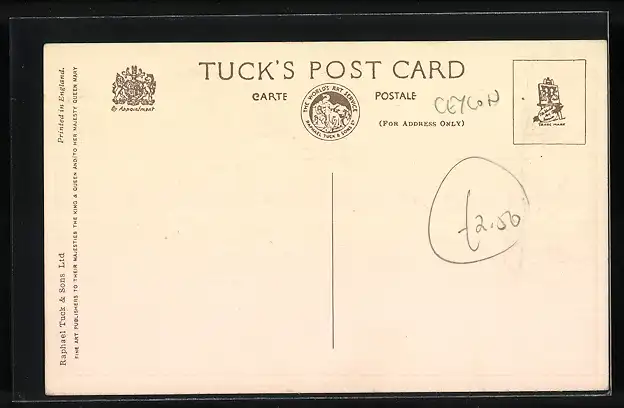 TUCK'S POST CARD
CARTE POSTALE
CEYLON
(FOR ADDRESS ONLY)
By Appointment
THE WORLD'S ART SERVICE
RAPHAEL TUCK & SONS LTD
TRADE MARK
£2.50
Printed in England.
Raphael Tuck & Sons Ltd
FINE ART PUBLISHERS TO THEIR MAJESTIES THE KING & QUEEN AND TO HER MAJESTY QUEEN MARY